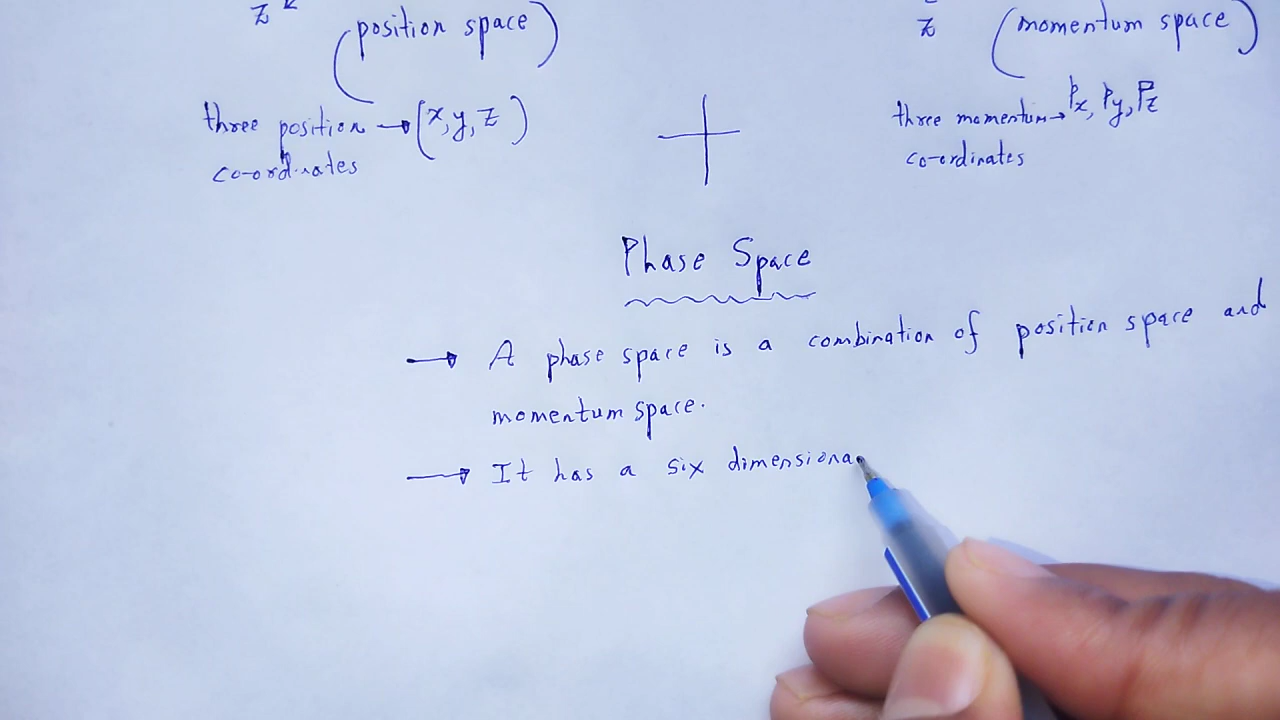 z
(position space)
z
(momentum space)
three position → (x, y, z)
co-ordinates
three momentum → Px, Py, Pz
co-ordinates
Phase Space
→ A phase space is a combination of position space and
momentum space.
→ It has a six dimensiona